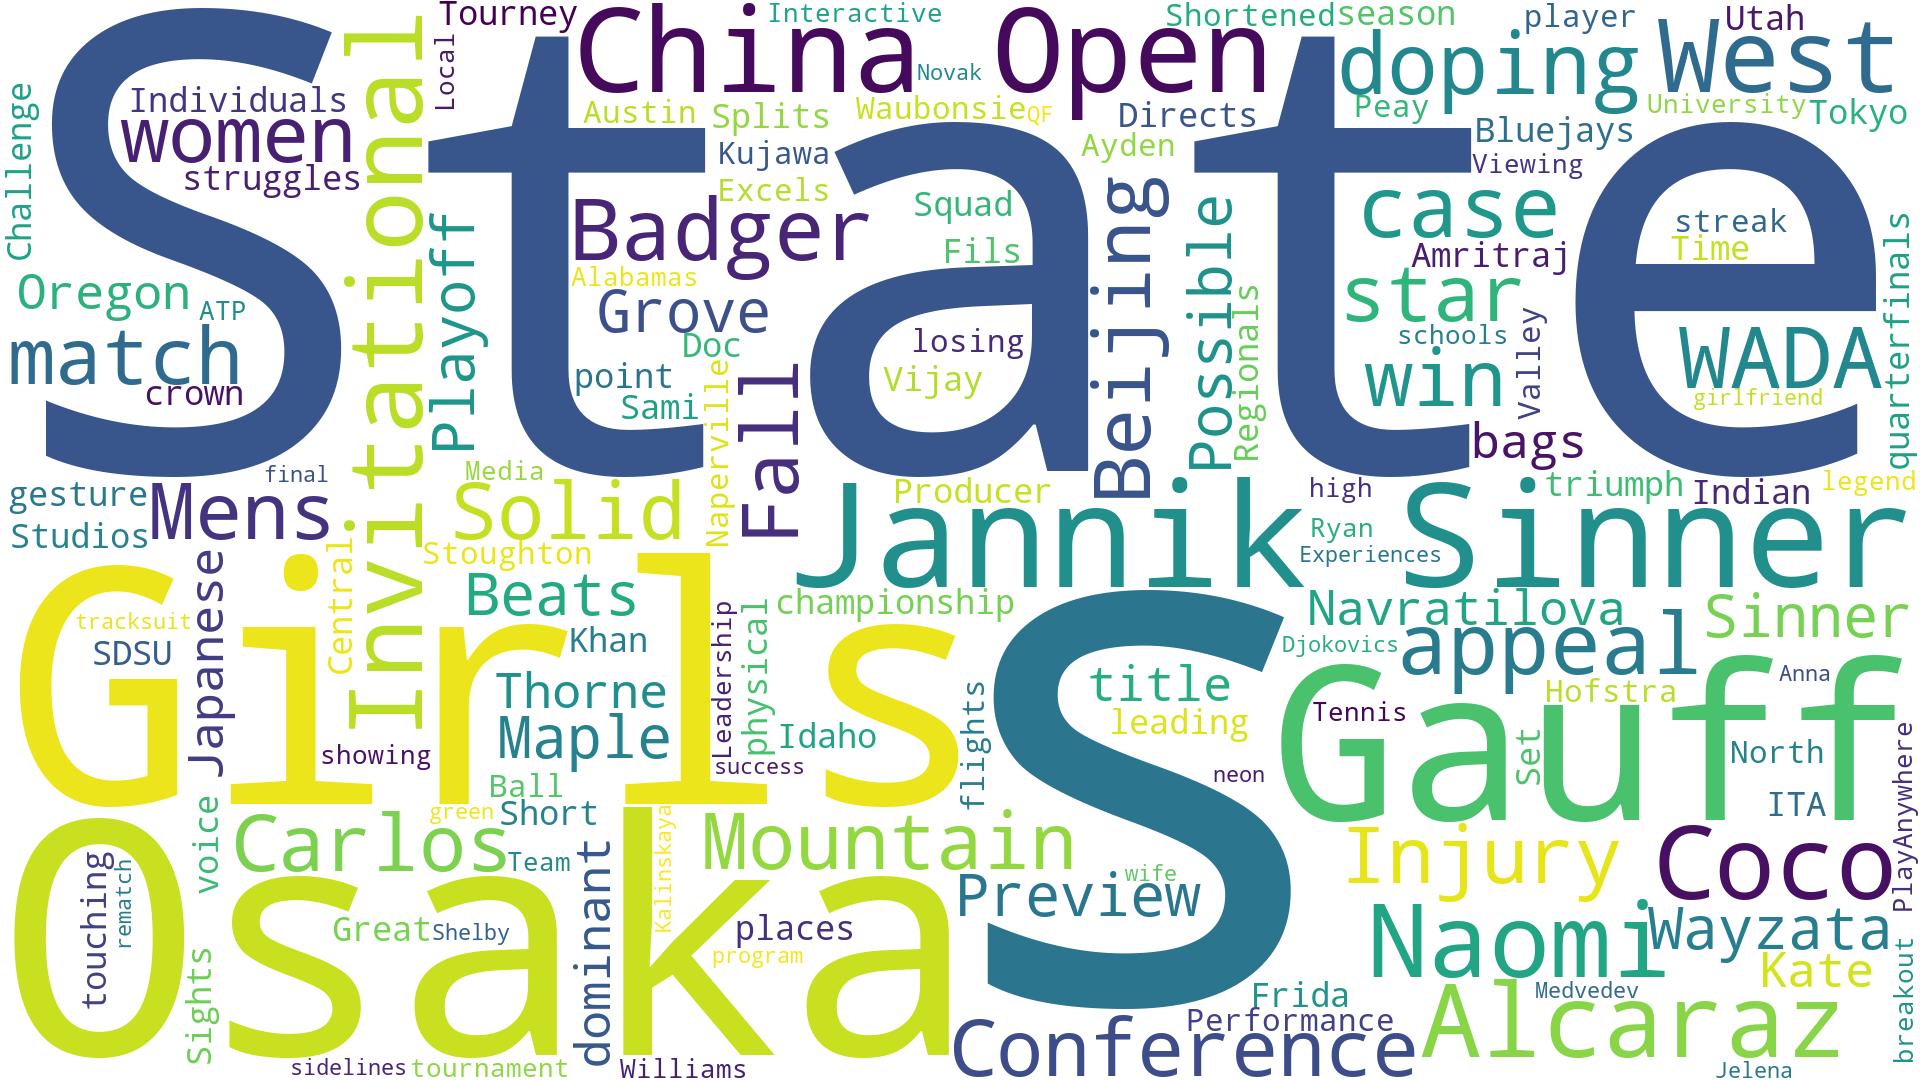 Tourney
China Open
Interactive
Shortened
season
player
Utah
West
State
Invitational
Local
Novak
doping
Challenge
Individuals
women
struggles
Austin
Splits
Waubonsie
QF
Directs
Peay
University
Tokyo
Kujawa
Ayden
Bluejays
Viewing
Excels
Badger
Squad
Fils
Beijing
Possible
case
Amritraj
streak
Time
Playoff
Alabamas
Grove
Oregon
ATP
match
crown
Doc
point
Sami
Naperville
Fall
losing
Vijay
Regionals
star
schools
win
Valley
WADA
girlfriend
quarterfinals
bags
final
gesture
Mens
Studios
Media
Solid
Producer
Jannik Sinner
high
triumph
Indian
legend
Ryan
Experiences
Stoughton
Central
Japanese
Girls
Beats
Khan
tracksuit
SDSU
Leadership
physical
championship
S
Navratilova
Djokovics
appeal
Sinner
Anna
title
leading
Hofstra
Tennis
Gauff
Set
North
ITA
PlayAnywhere
Thorne
Maple
Idaho
flights
showing
success
neon
Ball
green
Short
voice
Carlos
Team
Kalinskaya
Mountain
wife
Preview
Injury
Coco
Osaka
touching
rematch
Great
Shelby
dominant
places
program
Naomi
Wayzata
Kate
breakout
Sights
Frida
Performance
Medvedev
Conference
Alcaraz
Jelena
sidelines
tournament
Williams